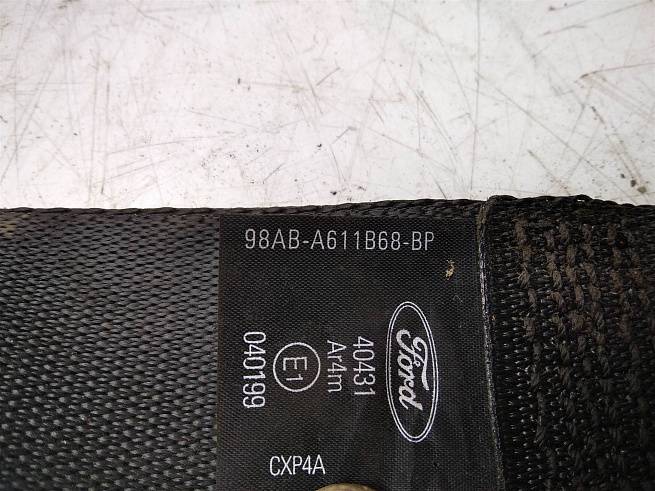 98AB-A611B68-BP
Ford
40431
Ar4m
E1
040199
CXP4A